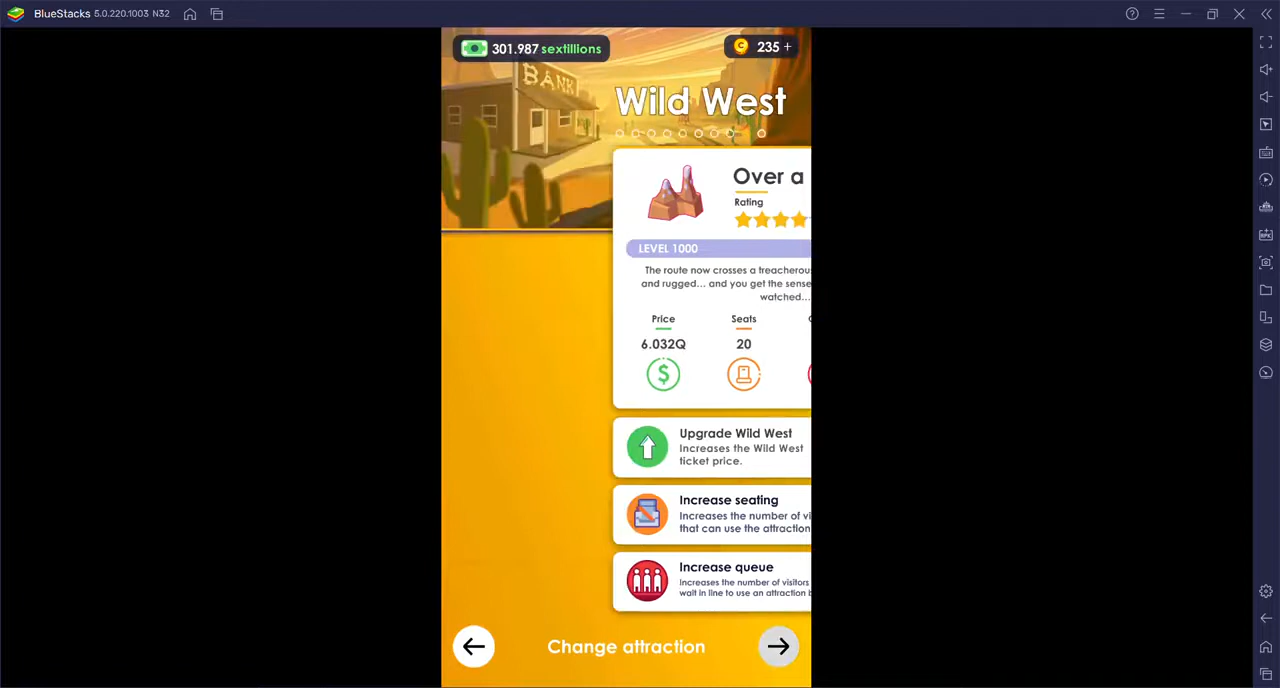 BlueStacks 5.0.220.1003 N32
301.987 sextillions
235 +
BANK
Wild West
Over a
Rating
LEVEL 1000
The route now crosses a treacherou
and rugged... and you get the sense
watched...
Price
Seats
6.032Q
20
Upgrade Wild West
Increases the Wild West
ticket price.
Increase seating
Increases the number of vi
that can use the attraction
Increase queue
Increases the number of visitors
wait in line to use an attraction
Change attraction